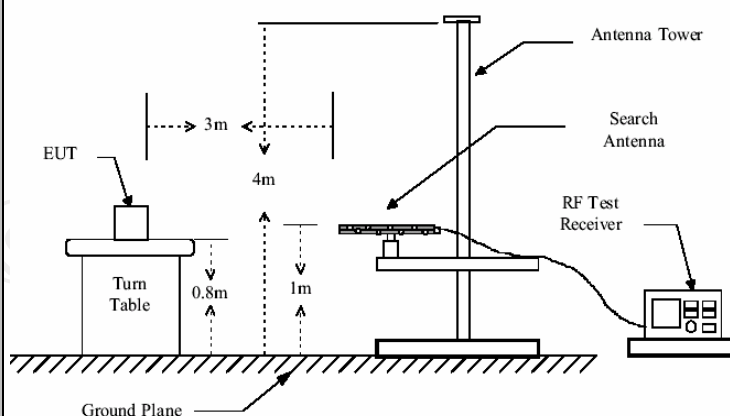 Antenna Tower
3m
Search
Antenna
EUT
4m
RF Test
Receiver
Turn
Table
0.8m
1m
Ground Plane